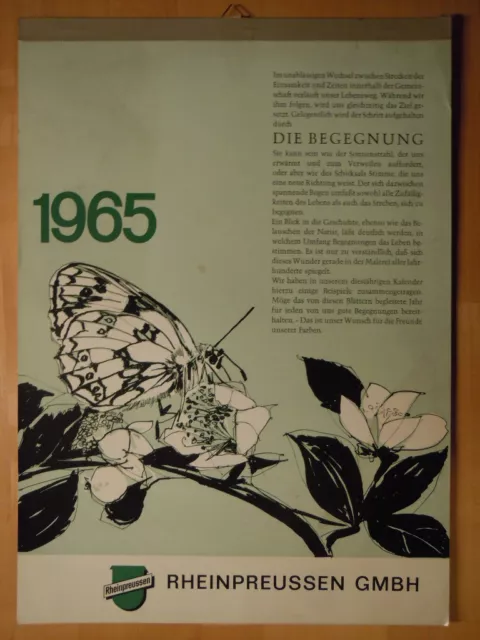 Im unablässigen Wechsel zwischen Strecken der
Einsamkeit und Zeiten innerhalb der Gemein-
schaft verläuft unser Lebensweg. Während wir
ihm folgen, wird uns gleichzeitig das Ziel ge-
setzt. Gelegentlich wird der Schritt aufgehalten
durch
DIE BEGEGNUNG
Sie kann sein wie der Sonnenstrahl, der uns
erwärmt und zum Verweilen auffordert,
oder aber wie des Schicksals Stimme, die uns
eine neue Richtung weist. Der sich dazwischen
spannende Bogen umfaßt sowohl alle Zufällig-
keiten des Lebens als auch das Streben, sich zu
begegnen.
Ein Blick in die Geschichte, ebenso wie das Be-
lauschen der Natur, läßt deutlich werden, in
welchem Umfang Begegnungen das Leben be-
stimmen. Es ist nur zu verständlich, daß sich
dieses Wunder gerade in der Malerei aller Jahr-
hunderte spiegelt.
Wir haben in unserem diesjährigen Kalender
hierzu einige Beispiele zusammengetragen.
Möge das von diesen Blättern begleitete Jahr
für jeden von uns gute Begegnungen bereit-
halten. – Das ist unser Wunsch für die Freunde
unserer Farben.
1965
Rheinpreussen
RHEINPREUSSEN GMBH